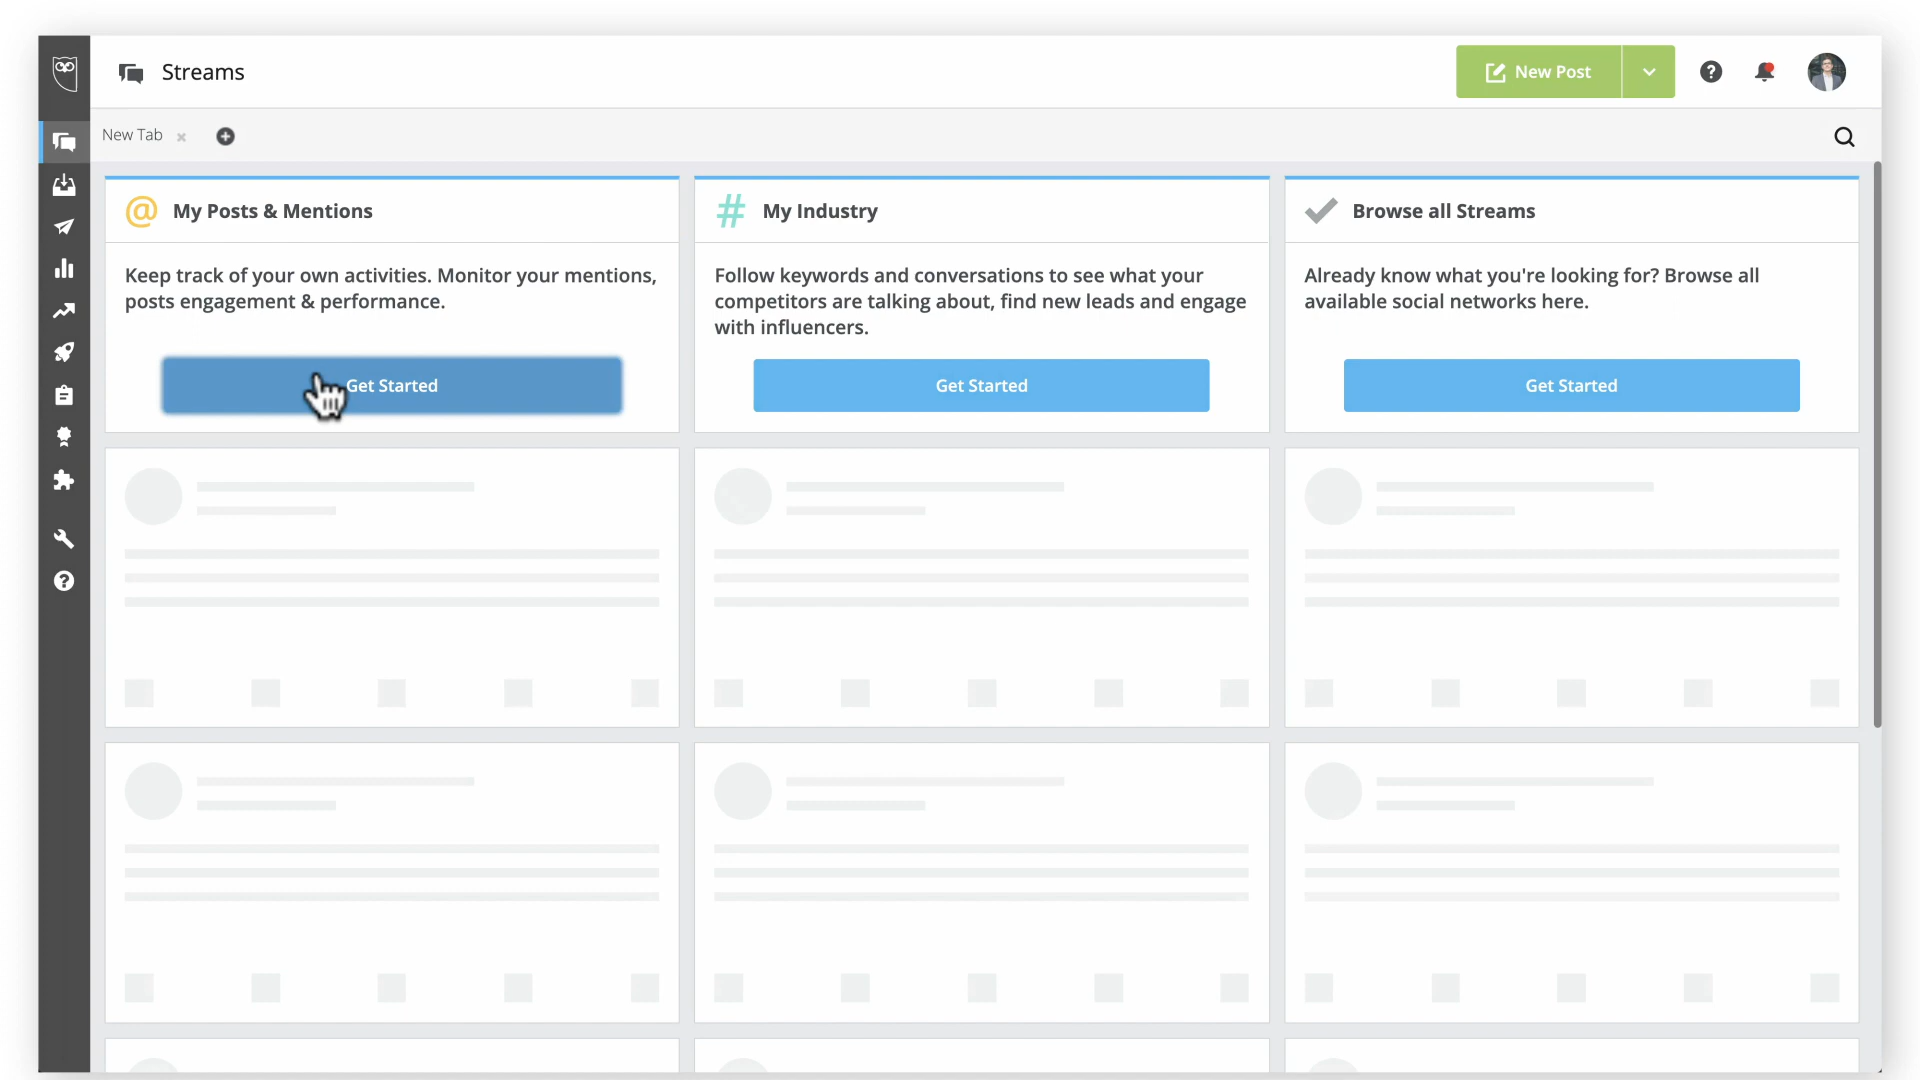 Streams
New Post
New Tab
My Posts & Mentions
Keep track of your own activities. Monitor your mentions,
posts engagement & performance.
Get Started
My Industry
Follow keywords and conversations to see what your
competitors are talking about, find new leads and engage
with influencers.
Get Started
Browse all Streams
Already know what you're looking for? Browse all
available social networks here.
Get Started